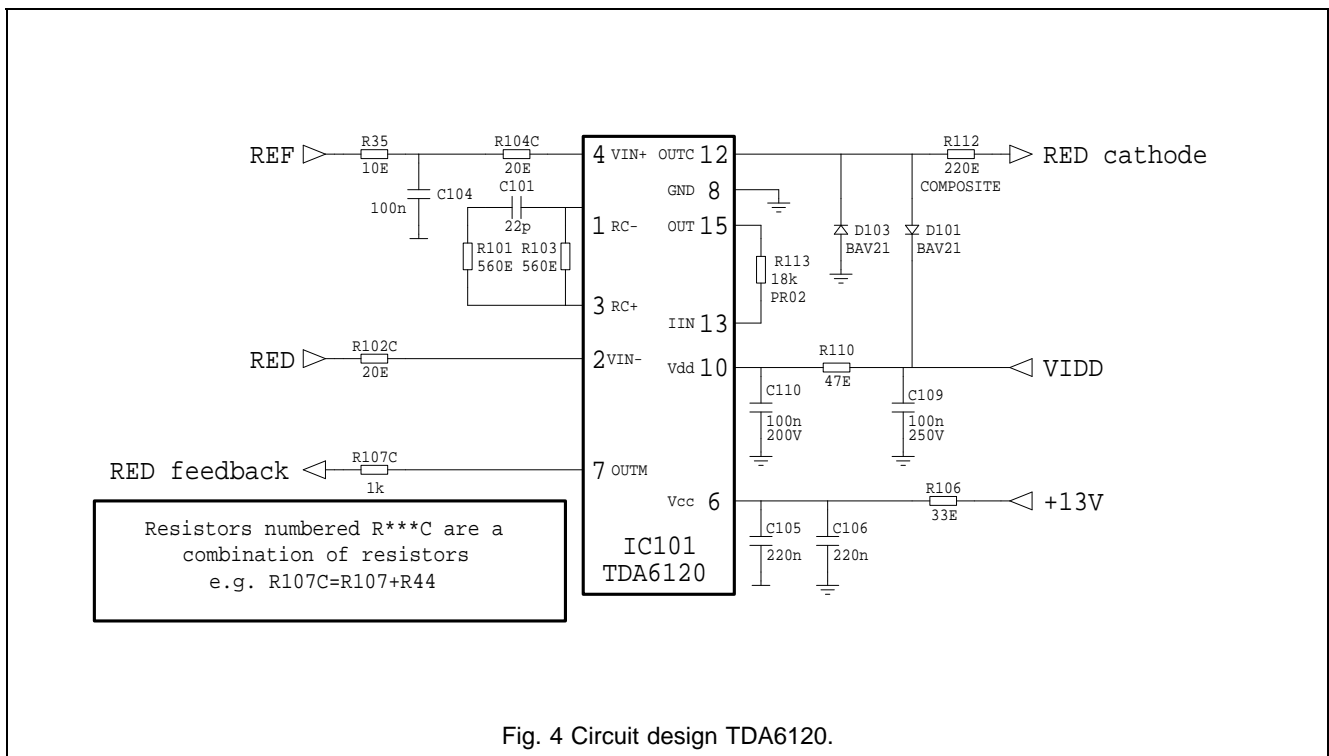 REF
R35
10E
C104
100n
R104C
20E
C101
22p
R101
560E
R103
560E
RED
R102C
20E
RED feedback
R107C
1k
4 VIN+
1 RC-
3 RC+
2 VIN-
7 OUTM
OUTC 12
GND 8
OUT 15
IIN 13
Vdd 10
Vcc 6
IC101
TDA6120
R113
18k
PR02
D103
BAV21
D101
BAV21
R112
220E
COMPOSITE
RED cathode
R110
47E
C110
100n
200V
C109
100n
250V
VIDD
R106
33E
+13V
C105
220n
C106
220n
Resistors numbered R***C are a
combination of resistors
e.g. R107C=R107+R44
Fig. 4 Circuit design TDA6120.